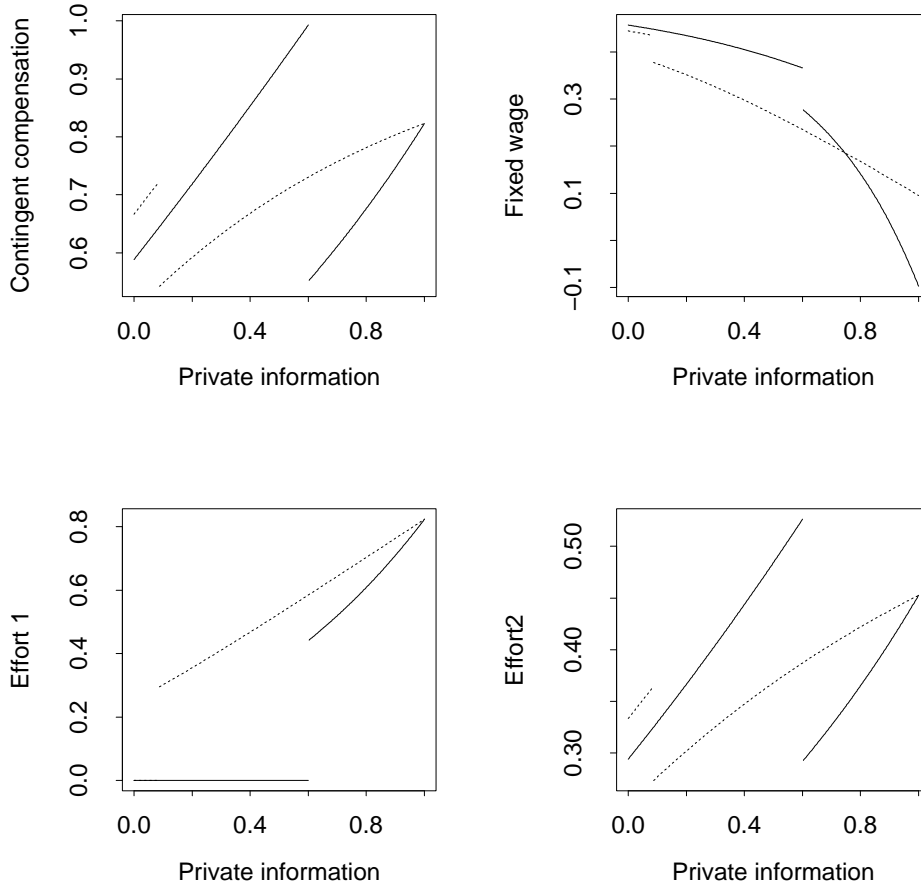 Contingent compensation
1.0
0.9
0.8
0.7
0.6
0.0 0.4 0.8
Private information
Fixed wage
0.3
0.1
−0.1
0.0 0.4 0.8
Private information
Effort 1
0.8
0.6
0.4
0.2
0.0
0.0 0.4 0.8
Private information
Effort2
0.50
0.40
0.30
0.0 0.4 0.8
Private information